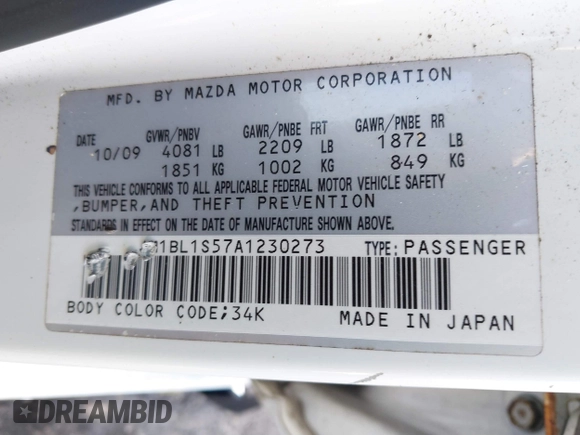 MFD. BY MAZDA MOTOR CORPORATION
DATE GVWR/PNBV GAWR/PNBE FRT GAWR/PNBE RR
10/09 4081 LB 2209 LB 1872 LB
1851 KG 1002 KG 849 KG
THIS VEHICLE CONFORMS TO ALL APPLICABLE FEDERAL MOTOR VEHICLE SAFETY
,BUMPER,AND THEFT PREVENTION
STANDARDS IN EFFECT ON THE DATE OF MANUFACTURE SHOWN ABOVE.
1BL1S57A1230273 TYPE: PASSENGER
BODY COLOR CODE;34K MADE IN JAPAN
DREAMBID